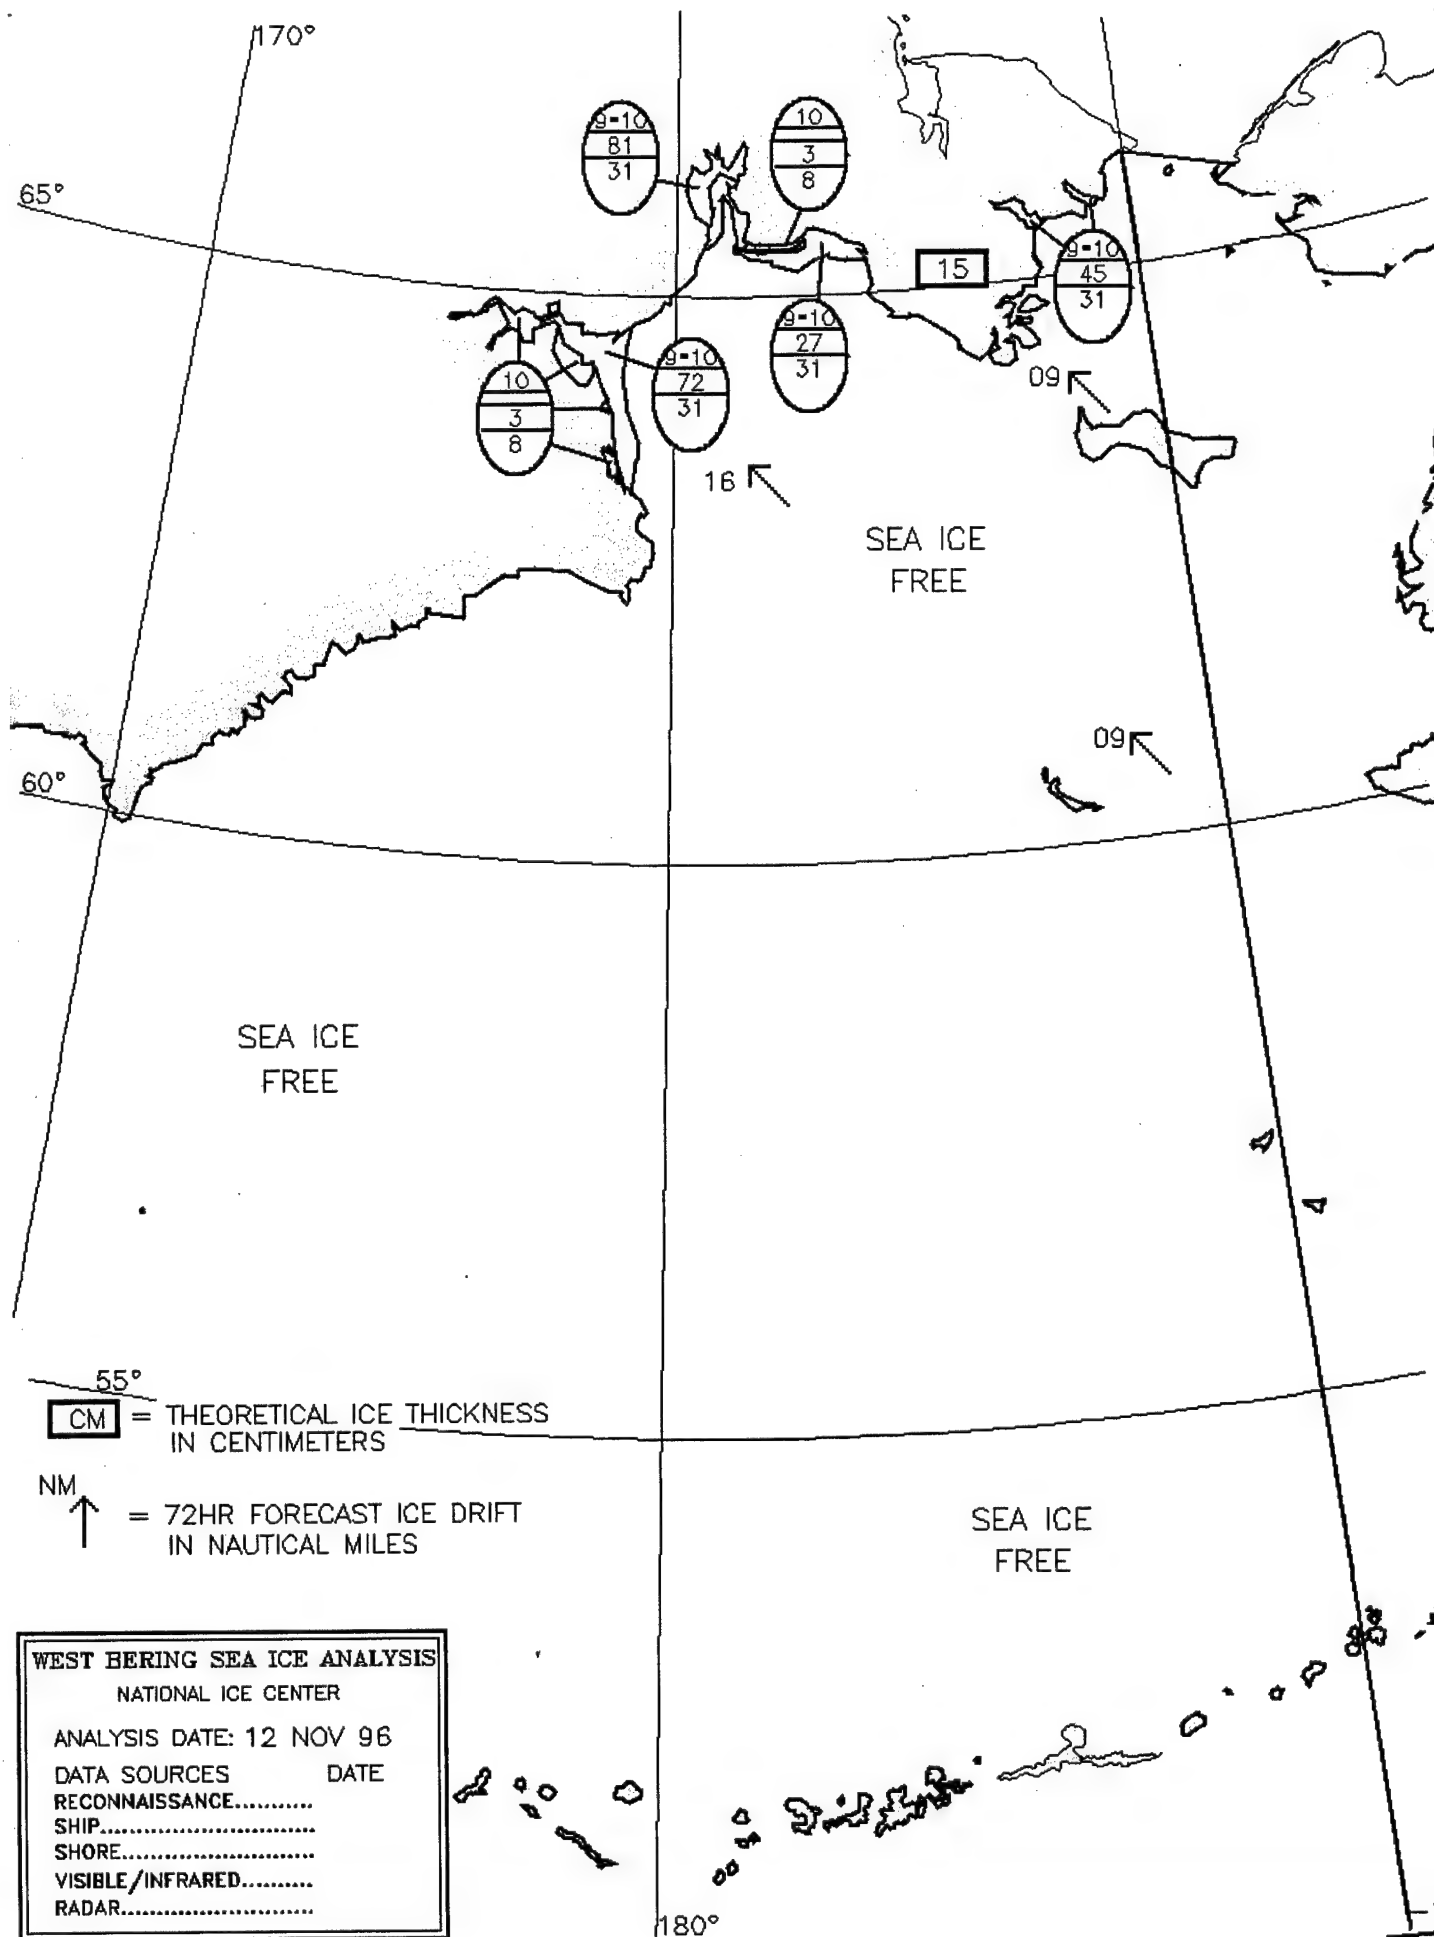 170°
9-10
81
31
10
3
8
65°
15
9-10
45
31
9-10
27
31
9-10
72
31
10
3
8
09
16
SEA ICE
FREE
09
60°
SEA ICE
FREE
55°
CM = THEORETICAL ICE THICKNESS
IN CENTIMETERS
NM
= 72HR FORECAST ICE DRIFT
IN NAUTICAL MILES
SEA ICE
FREE
WEST BERING SEA ICE ANALYSIS
NATIONAL ICE CENTER
ANALYSIS DATE: 12 NOV 96
DATA SOURCES DATE
RECONNAISSANCE...........
SHIP..............................
SHORE...........................
VISIBLE/INFRARED..........
RADAR...........................
180°